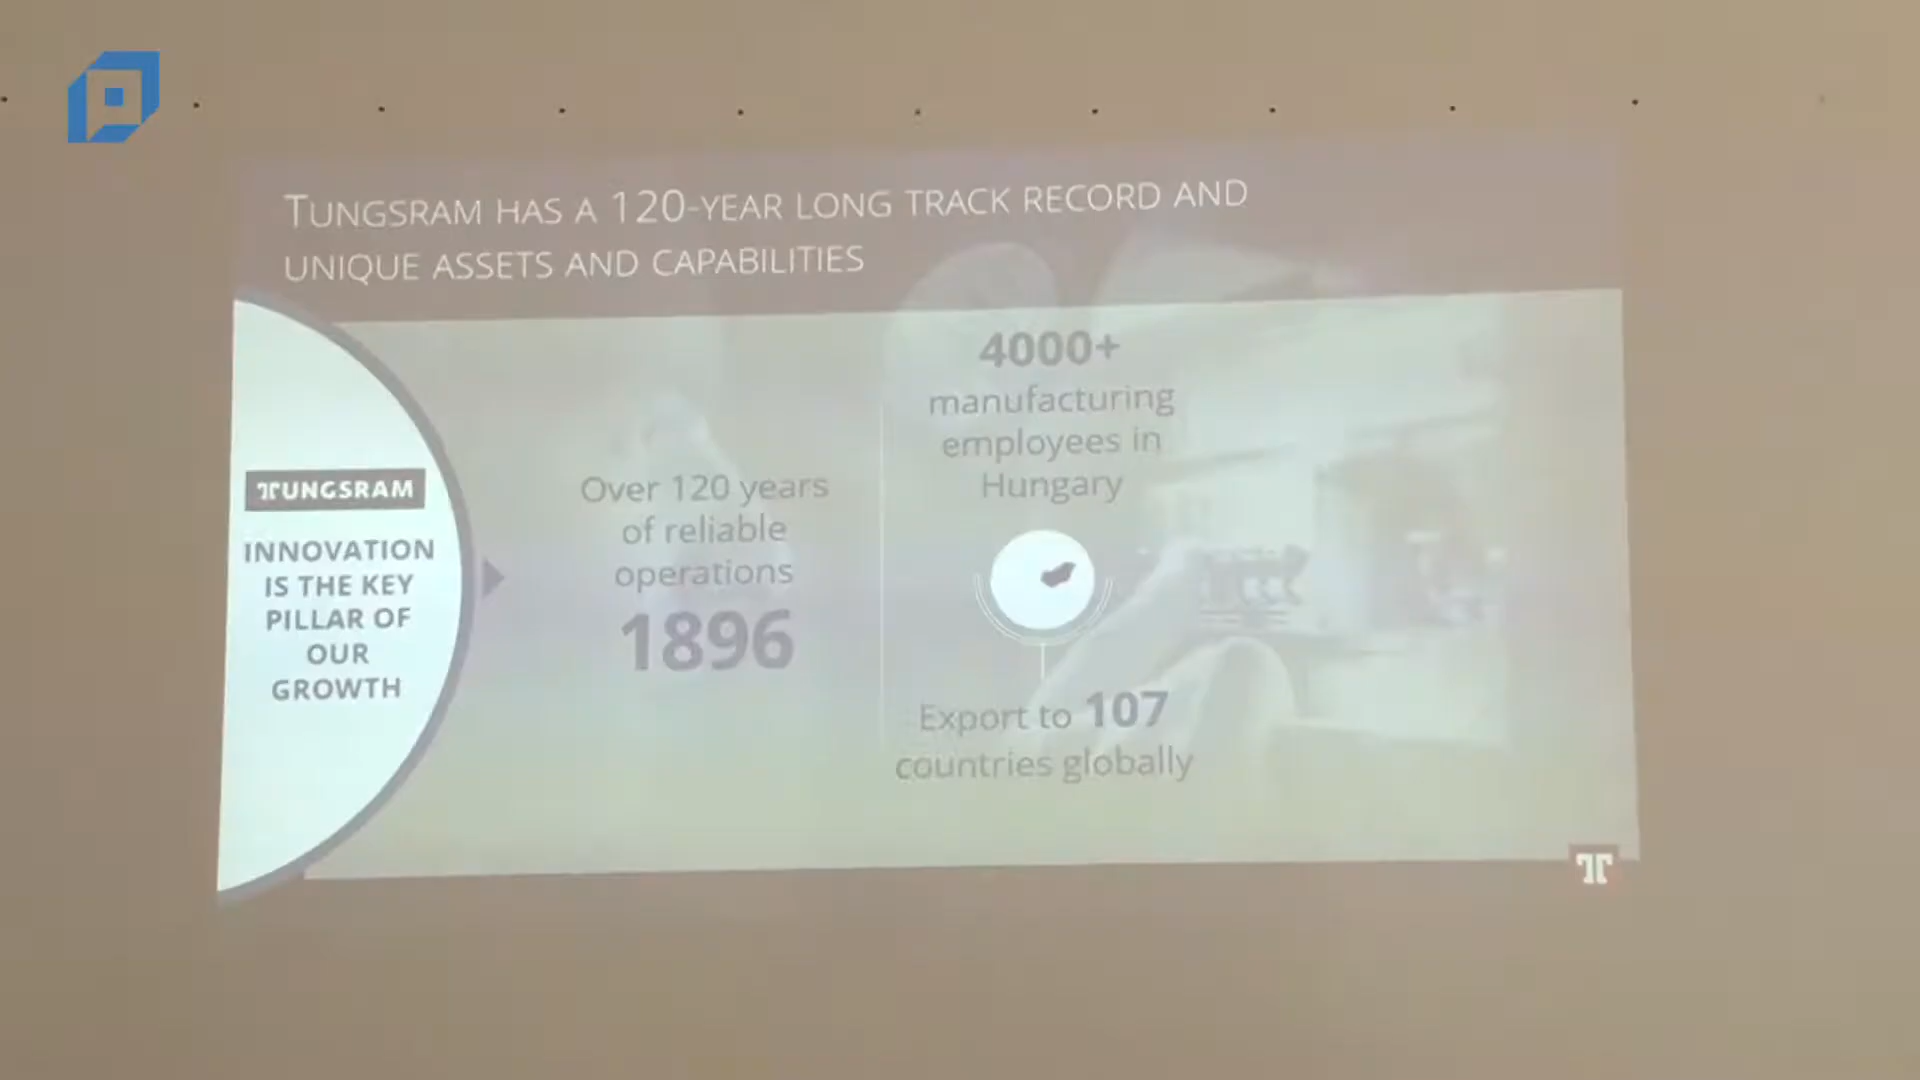 TUNGSRAM HAS A 120-YEAR LONG TRACK RECORD AND
UNIQUE ASSETS AND CAPABILITIES
TUNGSRAM
INNOVATION
IS THE KEY
PILLAR OF
OUR
GROWTH
Over 120 years
of reliable
operations
1896
4000+
manufacturing
employees in
Hungary
Export to 107
countries globally